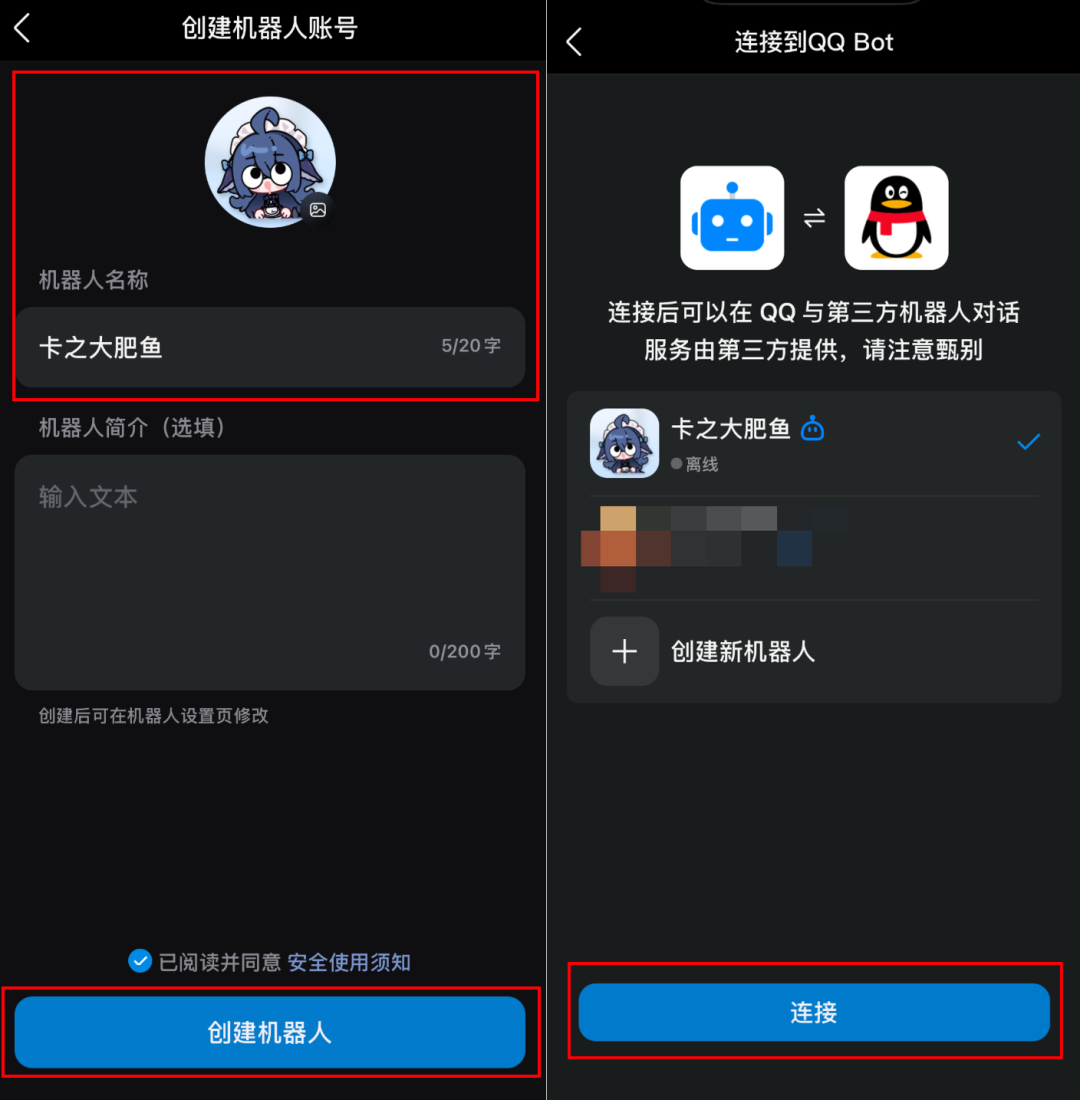 创建机器人账号
机器人名称
卡之大肥鱼
5/20 字
机器人简介（选填）
输入文本
0/200 字
创建后可在机器人设置页修改
已阅读并同意 安全使用须知
创建机器人
连接到QQ Bot
连接后可以在 QQ 与第三方机器人对话
服务由第三方提供，请注意甄别
卡之大肥鱼
离线
创建新机器人
连接